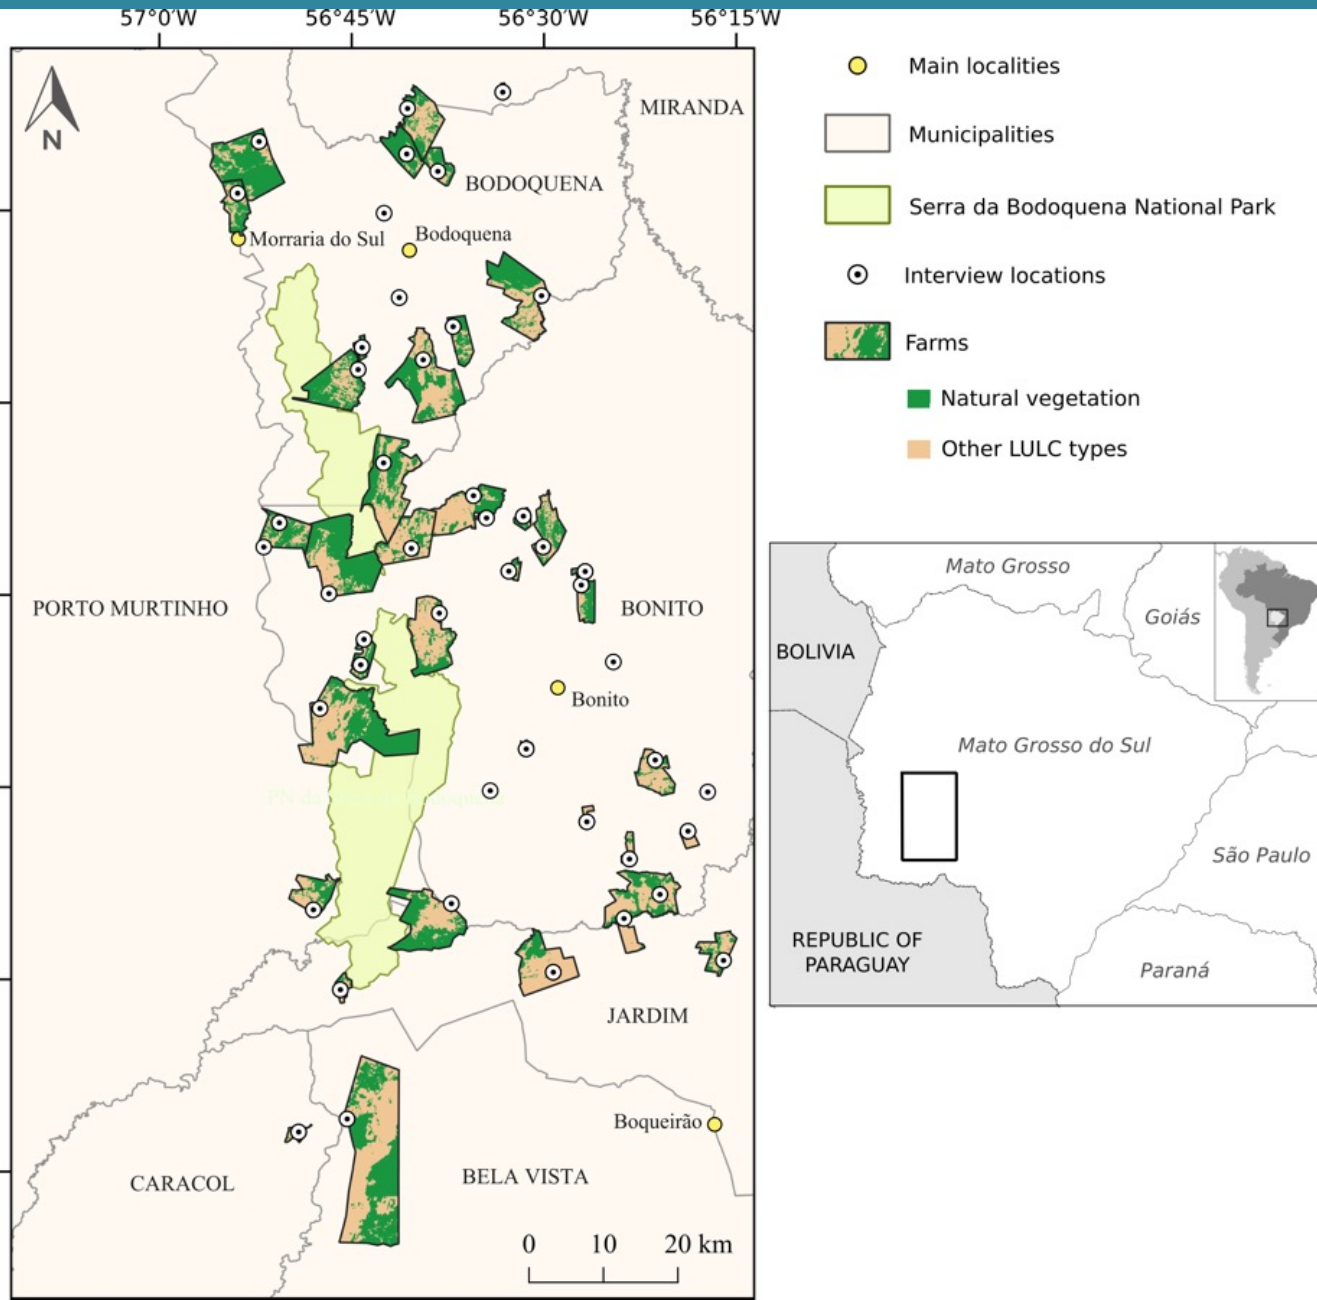 57°0′W 56°45′W 56°30′W 56°15′W
N
MIRANDA
BODOQUENA
Morraria do Sul
Bodoquena
PORTO MURTINHO
BONITO
Bonito
JARDIM
Boqueirão
CARACOL
BELA VISTA
0 10 20 km
Main localities
Municipalities
Serra da Bodoquena National Park
Interview locations
Farms
Natural vegetation
Other LULC types
Mato Grosso
Goiás
BOLIVIA
Mato Grosso do Sul
São Paulo
REPUBLIC OF
PARAGUAY
Paraná